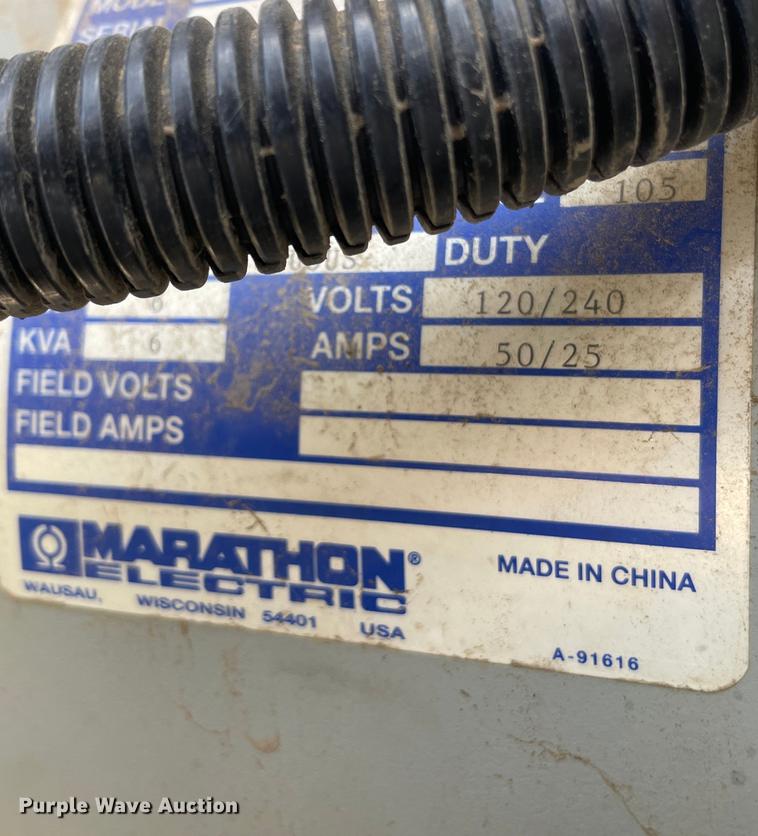 105
DUTY
6 VOLTS 120/240
KVA 6 AMPS 50/25
FIELD VOLTS
FIELD AMPS
MARATHON®
ELECTRIC
MADE IN CHINA
WAUSAU, WISCONSIN 54401 USA
A-91616
Purple Wave Auction